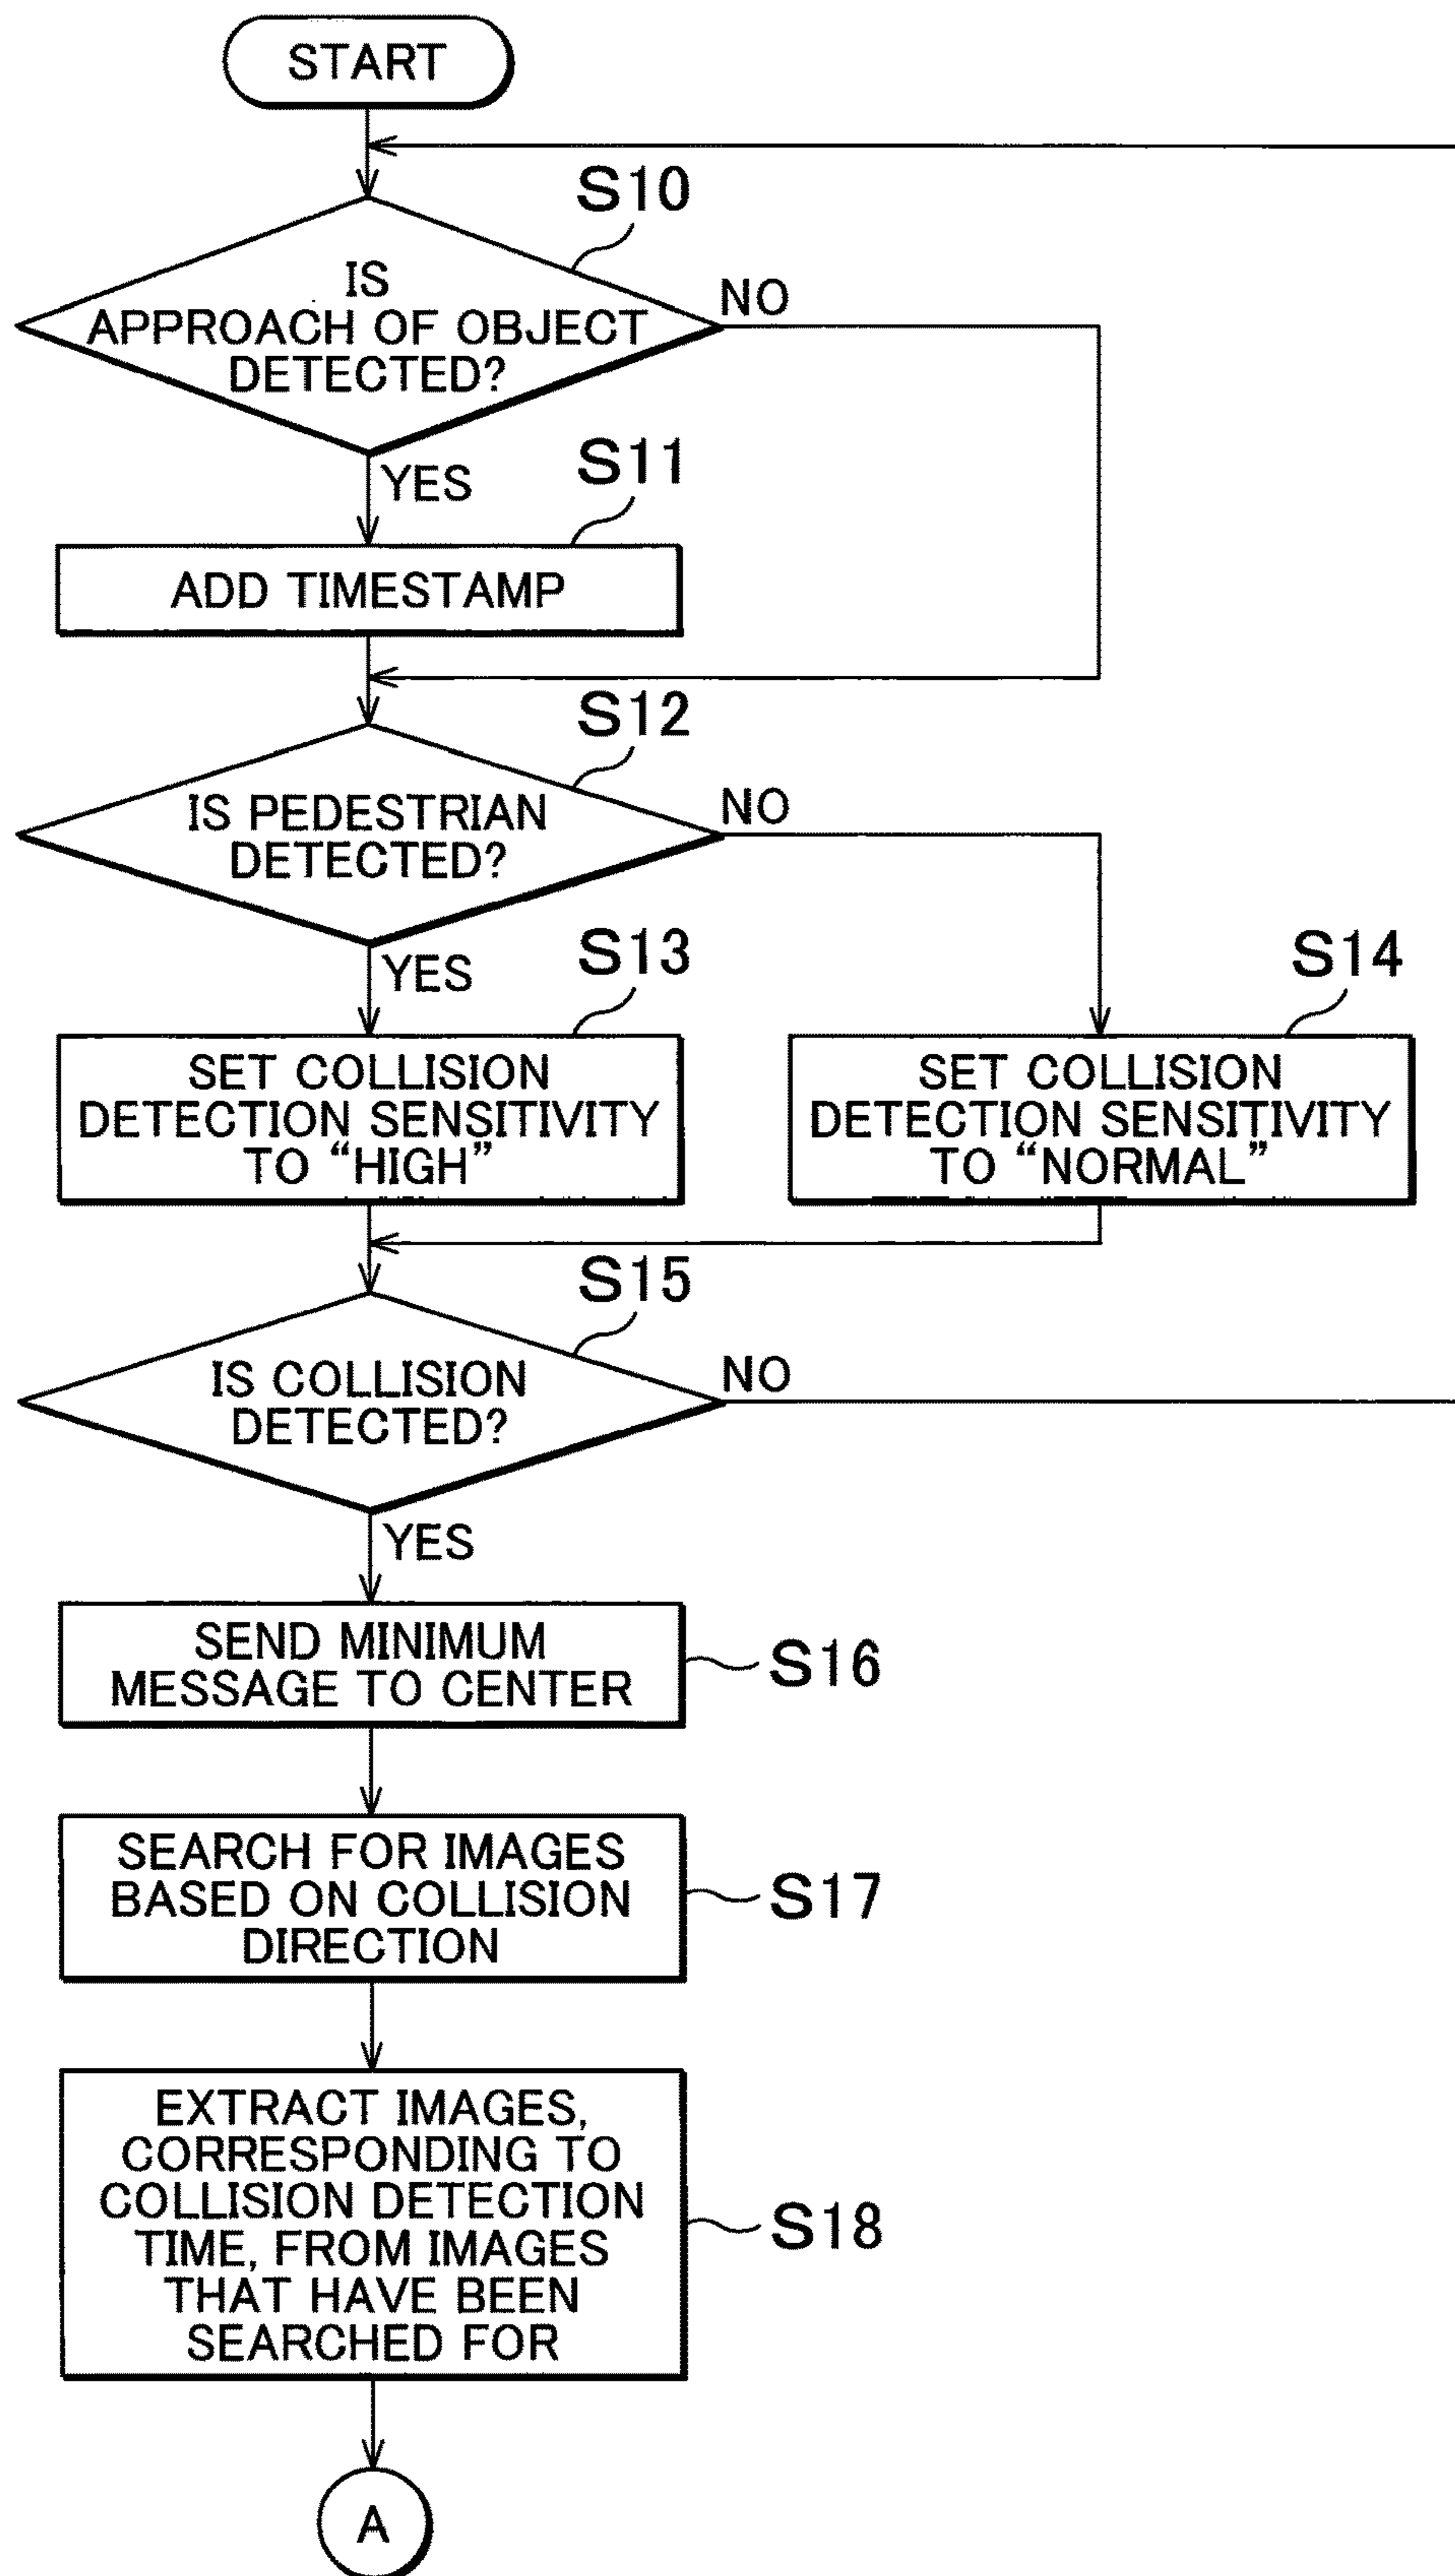 START
S10
IS
APPROACH OF OBJECT
DETECTED?
NO
YES
S11
ADD TIMESTAMP
S12
IS PEDESTRIAN
DETECTED?
NO
YES
S13
SET COLLISION
DETECTION SENSITIVITY
TO “HIGH”
S14
SET COLLISION
DETECTION SENSITIVITY
TO “NORMAL”
S15
IS COLLISION
DETECTED?
NO
YES
SEND MINIMUM
MESSAGE TO CENTER
S16
SEARCH FOR IMAGES
BASED ON COLLISION
DIRECTION
S17
EXTRACT IMAGES,
CORRESPONDING TO
COLLISION DETECTION
TIME, FROM IMAGES
THAT HAVE BEEN
SEARCHED FOR
S18
A